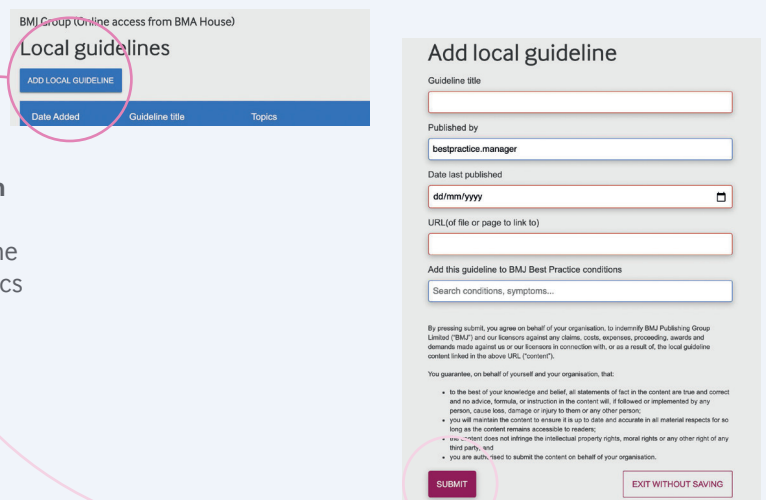 BMJ Group (Online access from BMA House)
Local guidelines
ADD LOCAL GUIDELINE
Date Added Guideline title Topics
Add local guideline
Guideline title
Published by
bestpractice.manager
Date last published
dd/mm/yyyy
URL(of file or page to link to)
Add this guideline to BMJ Best Practice conditions
Search conditions, symptoms...
By pressing submit, you agree on behalf of your organisation, to indemnify BMJ Publishing Group
Limited ("BMJ") and our licensors against any claims, costs, expenses, proceeding, awards and
demands made against us or our licensors in connection with, or as a result of, the local guideline
content linked in the above URL ("content").
You guarantee, on behalf of yourself and your organisation, that:
• to the best of your knowledge and belief, all statements of fact in the content are true and correct
and no advice, formula, or instruction in the content will, if followed or implemented by any
person, cause loss, damage or injury to them or any other person;
• you will maintain the content to ensure it is up to date and accurate in all material respects for so
long as the content remains accessible to readers;
• the content does not infringe the intellectual property rights, moral rights or any other right of any
third party, and
• you are authorised to submit the content on behalf of your organisation.
SUBMIT EXIT WITHOUT SAVING